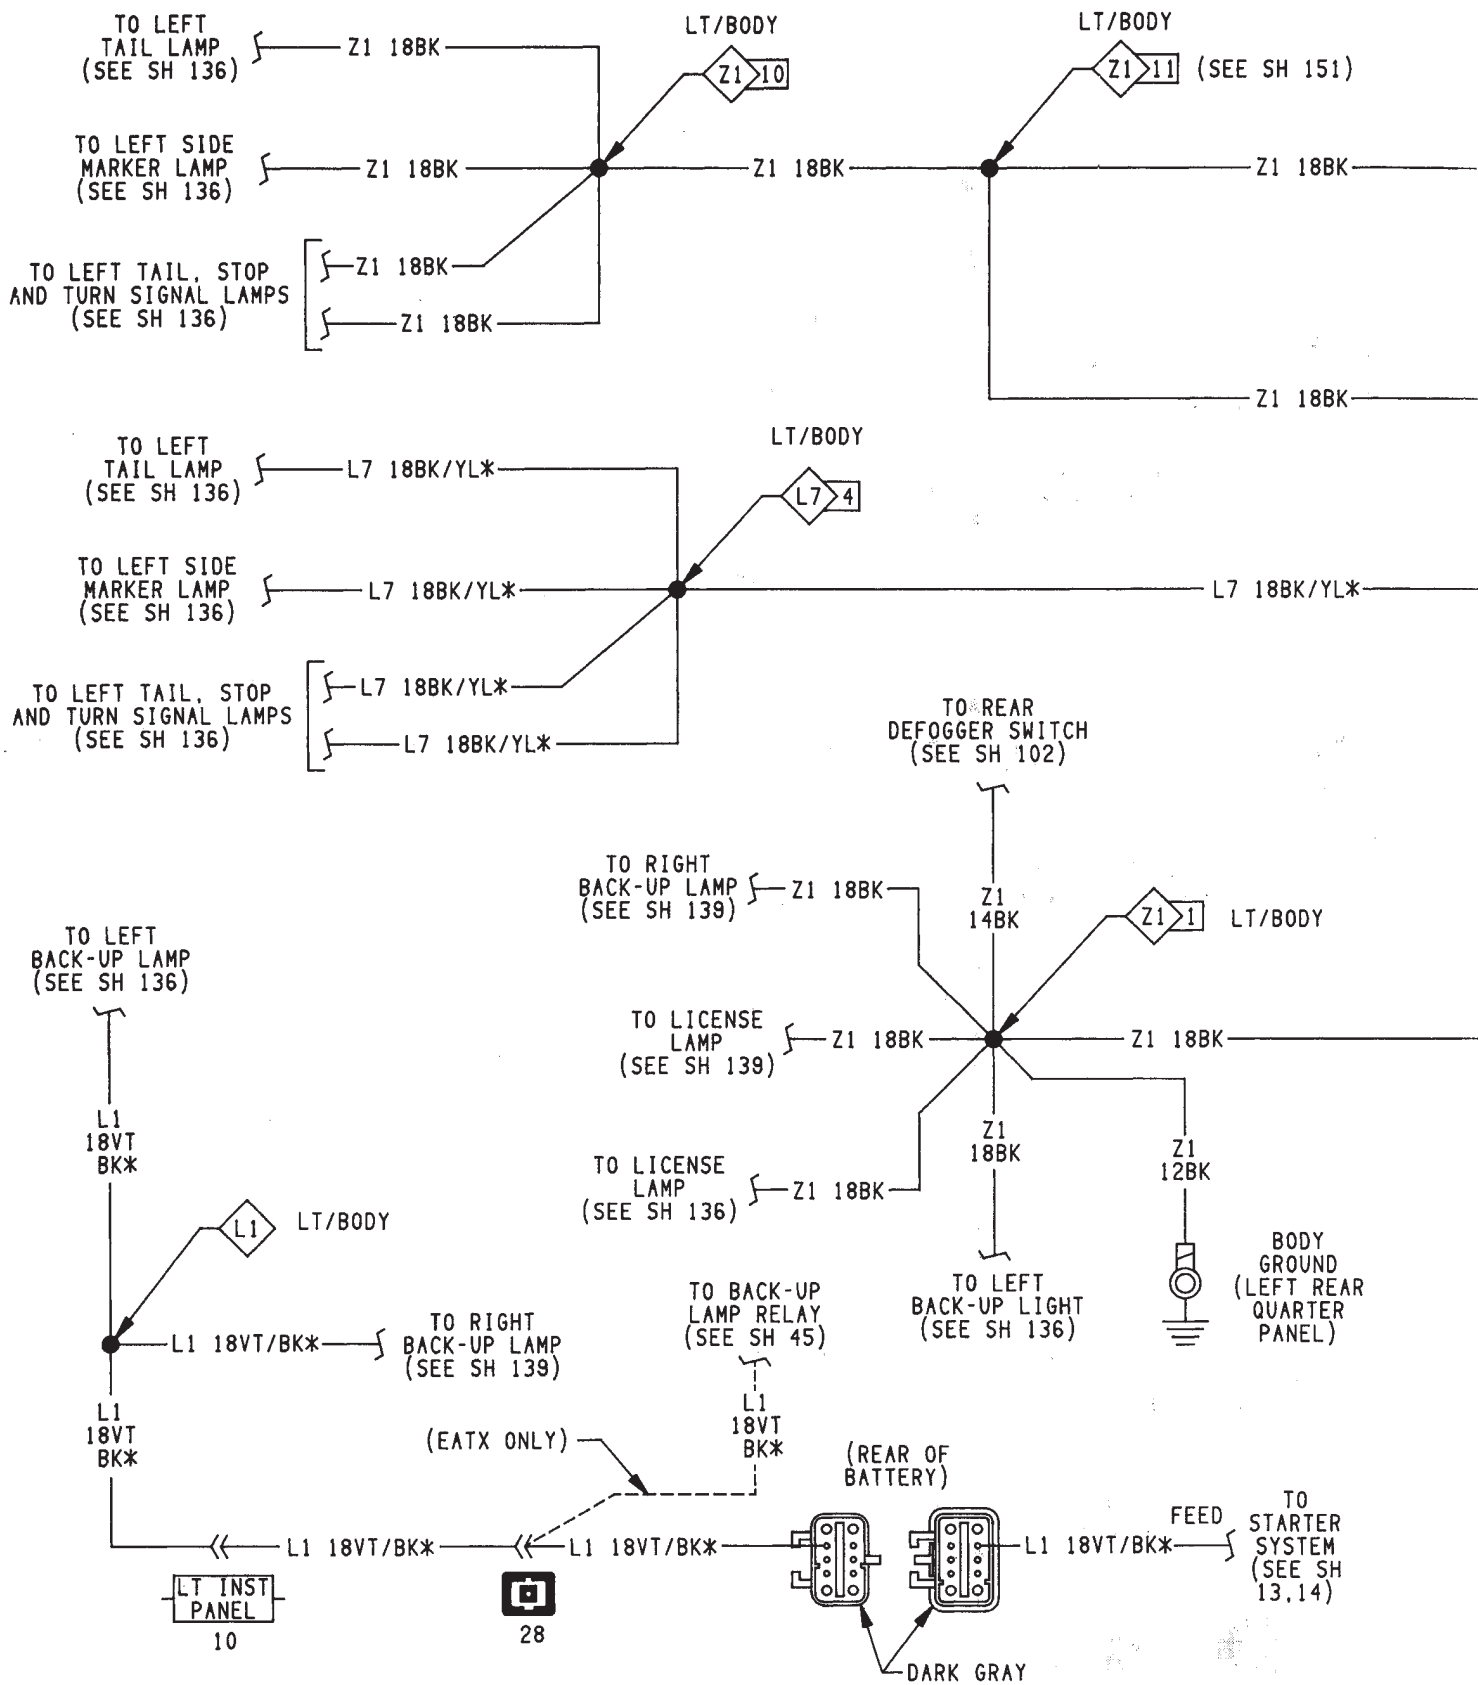 TO LEFT
TAIL LAMP
(SEE SH 136)
Z1 18BK
LT/BODY
Z1 10
LT/BODY
Z1 11 (SEE SH 151)
TO LEFT SIDE
MARKER LAMP
(SEE SH 136)
Z1 18BK
Z1 18BK
Z1 18BK
TO LEFT TAIL, STOP
AND TURN SIGNAL LAMPS
(SEE SH 136)
Z1 18BK
Z1 18BK
Z1 18BK
TO LEFT
TAIL LAMP
(SEE SH 136)
L7 18BK/YL*
LT/BODY
L7 4
TO LEFT SIDE
MARKER LAMP
(SEE SH 136)
L7 18BK/YL*
L7 18BK/YL*
TO LEFT TAIL, STOP
AND TURN SIGNAL LAMPS
(SEE SH 136)
L7 18BK/YL*
L7 18BK/YL*
TO REAR
DEFOGGER SWITCH
(SEE SH 102)
Z1
14BK
TO RIGHT
BACK-UP LAMP
(SEE SH 139)
Z1 18BK
Z1 1 LT/BODY
TO LICENSE
LAMP
(SEE SH 139)
Z1 18BK
Z1 18BK
TO LICENSE
LAMP
(SEE SH 136)
Z1 18BK
Z1
18BK
TO LEFT
BACK-UP LIGHT
(SEE SH 136)
Z1
12BK
BODY
GROUND
(LEFT REAR
QUARTER
PANEL)
TO LEFT
BACK-UP LAMP
(SEE SH 136)
L1
18VT
BK*
L1 LT/BODY
L1 18VT/BK*
TO RIGHT
BACK-UP LAMP
(SEE SH 139)
L1
18VT
BK*
TO BACK-UP
LAMP RELAY
(SEE SH 45)
L1
18VT
BK*
(EATX ONLY)
(REAR OF
BATTERY)
L1 18VT/BK*
L1 18VT/BK*
L1 18VT/BK*
FEED
TO
STARTER
SYSTEM
(SEE SH
13,14)
LT INST
PANEL
10
28
DARK GRAY